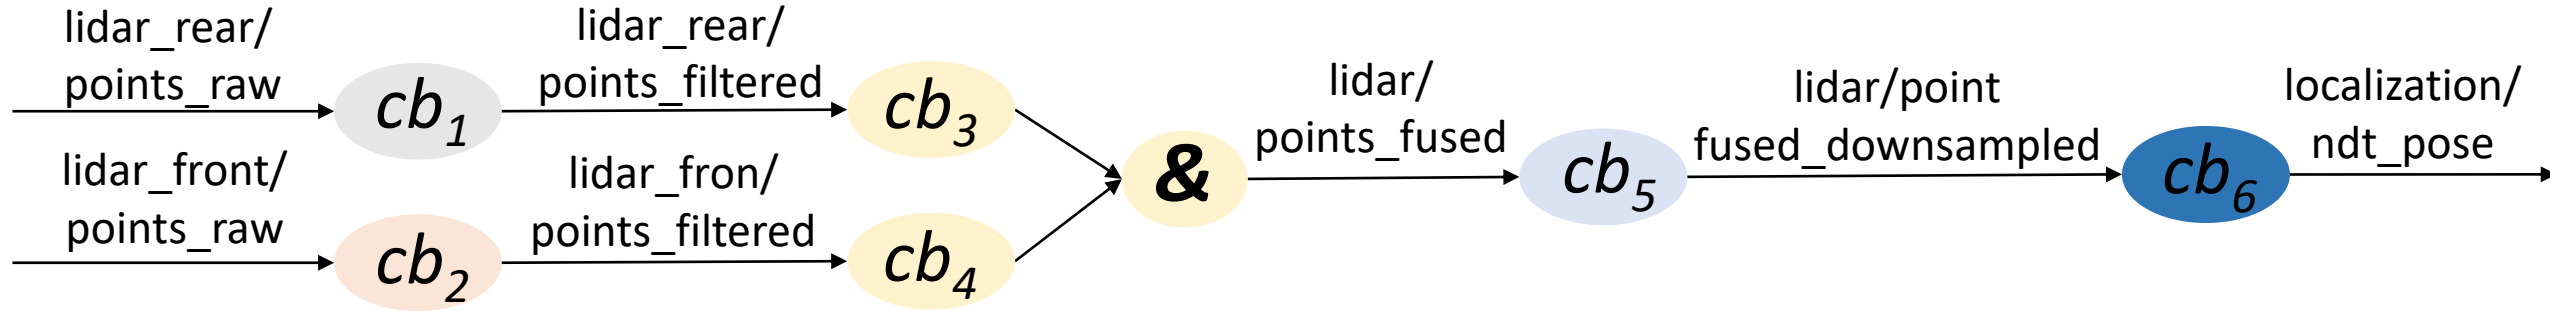 lidar_rear/
points_raw
cb1
lidar_rear/
points_filtered
cb3
lidar_front/
points_raw
cb2
lidar_fron/
points_filtered
cb4
&
lidar/
points_fused
cb5
lidar/point
fused_downsampled
cb6
localization/
ndt_pose